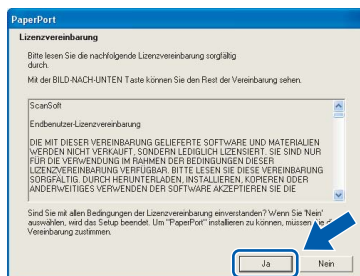 PaperPort
Lizenzvereinbarung
Bitte lesen Sie die nachfolgende Lizenzvereinbarung sorgfältig
durch.
Mit der BILD-NACH-UNTEN Taste können Sie den Rest der Vereinbarung sehen.
ScanSoft
Endbenutzer-Lizenzvereinbarung
DIE MIT DIESER VEREINBARUNG GELIEFERTE SOFTWARE UND MATERIALIEN
WERDEN NICHT VERKAUFT, SONDERN LEDIGLICH LIZENSIERT. SIE SIND NUR
FÜR DIE VERWENDUNG IM RAHMEN DER BEDINGUNGEN DIESER
LIZENZVEREINBARUNG VERFÜGBAR. BITTE LESEN SIE DIESE VEREINBARUNG
SORGFÄLTIG. DURCH HERUNTERLADEN, INSTALLIEREN, KOPIEREN ODER
ANDERWEITIGES VERWENDEN DER SOFTWARE AKZEPTIEREN SIE DIE
Sind Sie mit allen Bedingungen der Lizenzvereinbarung einverstanden? Wenn Sie 'Nein'
auswählen, wird das Setup beendet. Um "PaperPort" installieren zu können, müssen
Vereinbarung zustimmen.
Ja
Nein